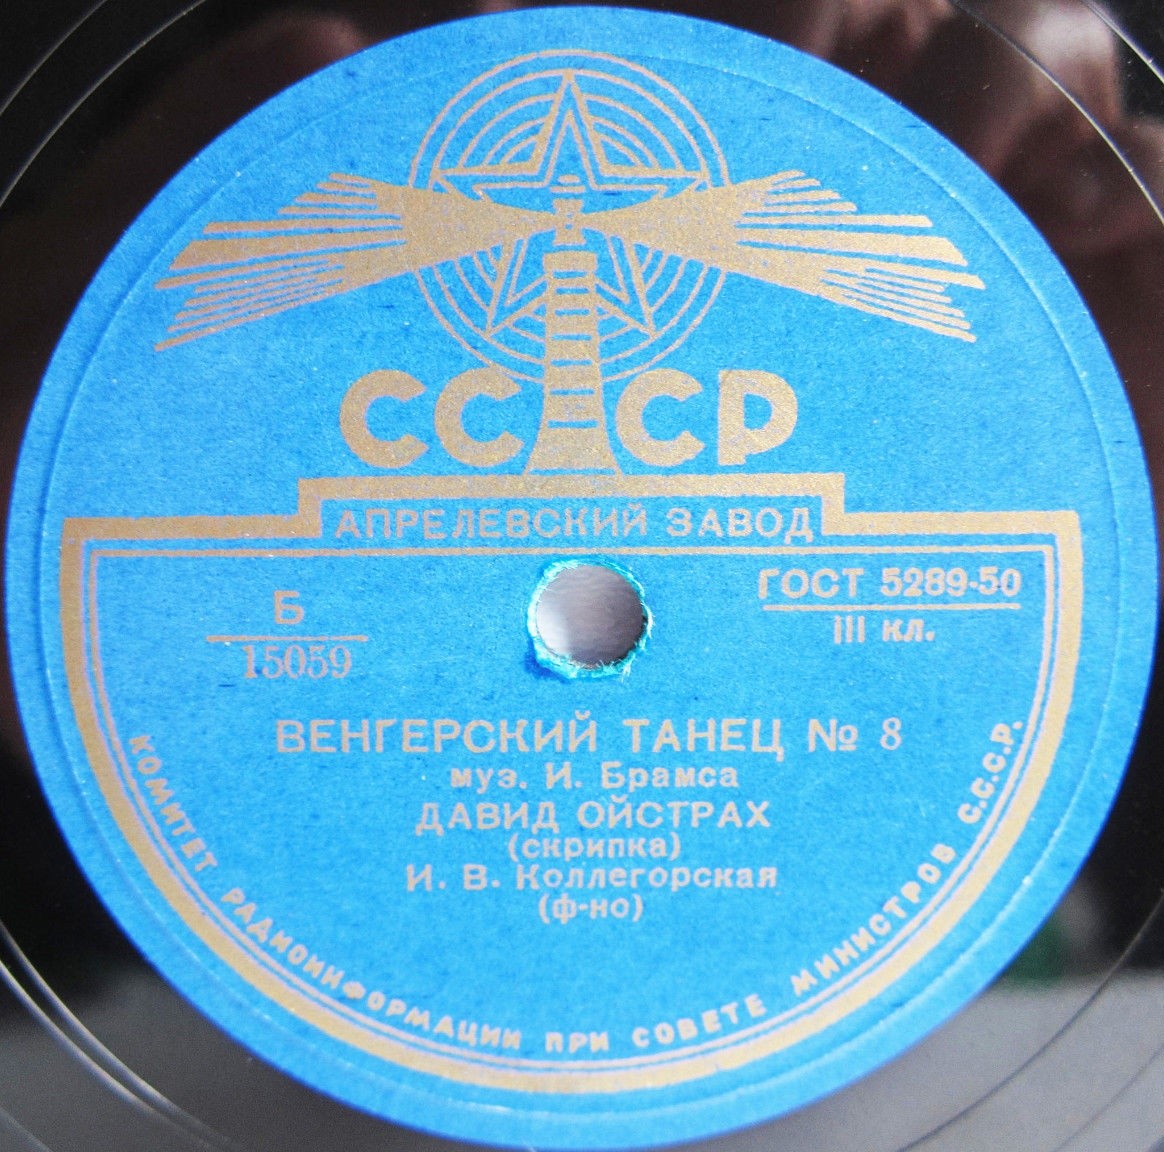 СССР
АПРЕЛЕВСКИЙ ЗАВОД
Б
15059
ГОСТ 5289-50
III кл.
ВЕНГЕРСКИЙ ТАНЕЦ № 8
муз. И. Брамса
ДАВИД ОЙСТРАХ
(скрипка)
И. В. Коллегорская
(ф-но)
КОМИТЕТ РАДИОИНФОРМАЦИИ ПРИ СОВЕТЕ МИНИСТРОВ С.С.С.Р.